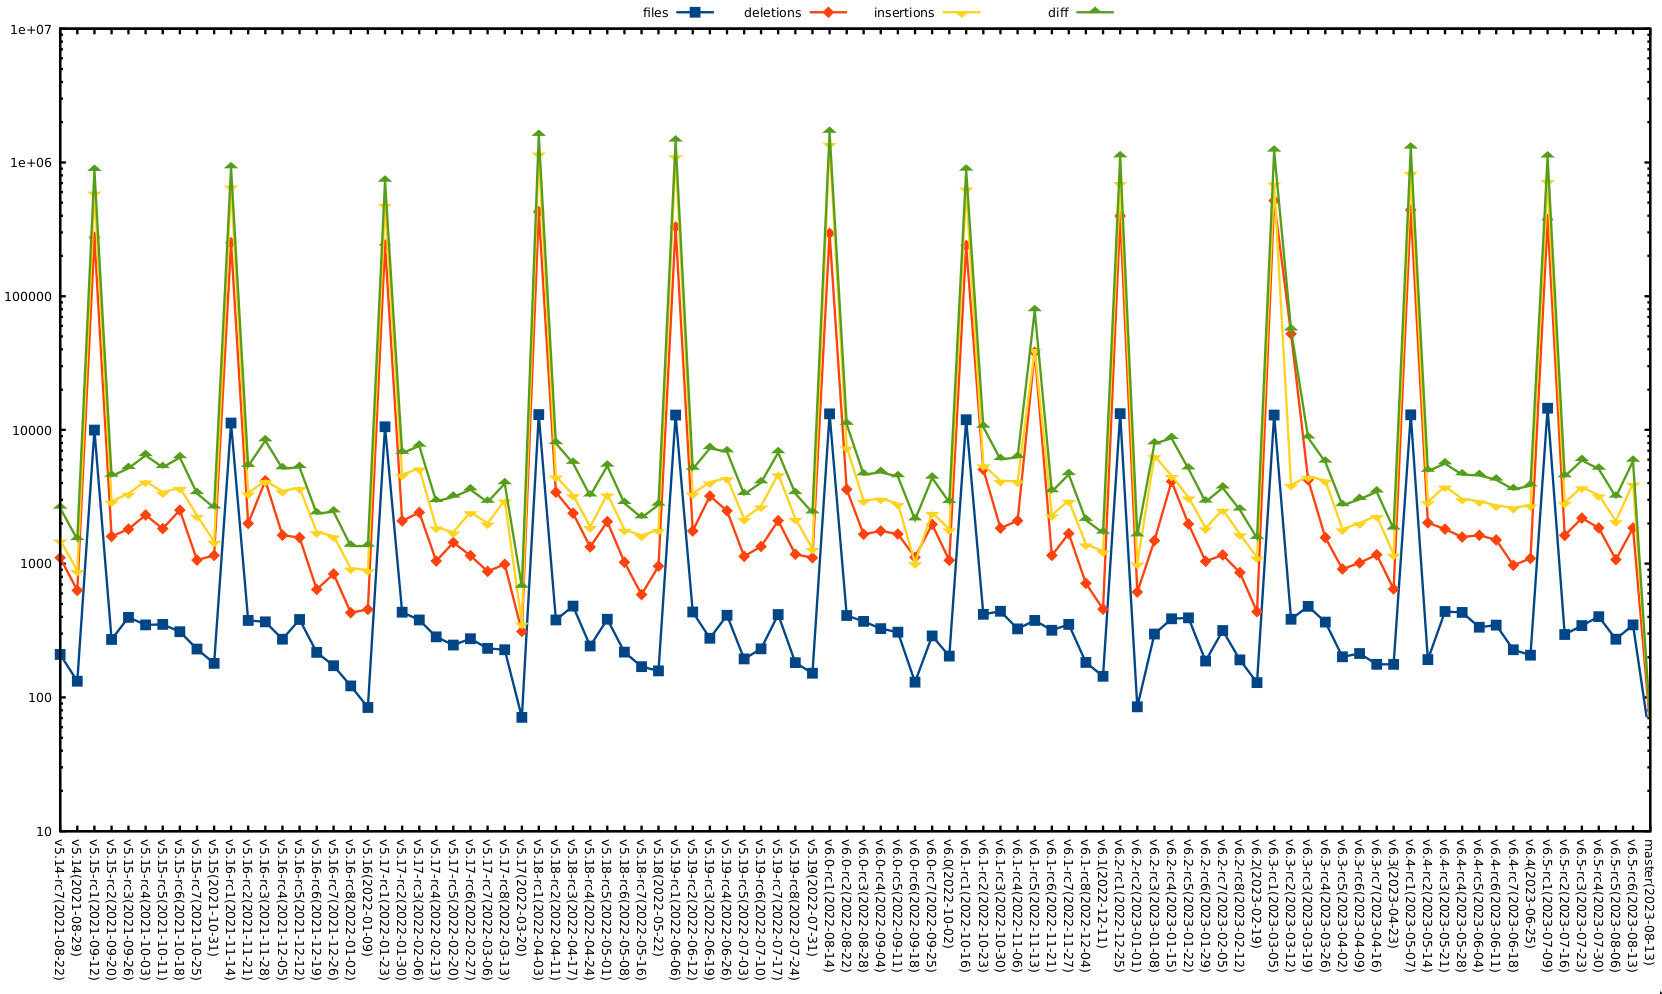 files deletions insertions diff
1e+07
1e+06
100000
10000
1000
100
10
v5.14-rc7(2021-08-22)
v5.14(2021-08-29)
v5.15-rc1(2021-09-12)
v5.15-rc2(2021-09-20)
v5.15-rc3(2021-09-26)
v5.15-rc4(2021-10-03)
v5.15-rc5(2021-10-11)
v5.15-rc6(2021-10-18)
v5.15-rc7(2021-10-25)
v5.15(2021-10-31)
v5.16-rc1(2021-11-14)
v5.16-rc2(2021-11-21)
v5.16-rc3(2021-11-28)
v5.16-rc4(2021-12-05)
v5.16-rc5(2021-12-12)
v5.16-rc6(2021-12-19)
v5.16-rc7(2021-12-26)
v5.16-rc8(2022-01-02)
v5.16(2022-01-09)
v5.17-rc1(2022-01-23)
v5.17-rc2(2022-01-30)
v5.17-rc3(2022-02-06)
v5.17-rc4(2022-02-13)
v5.17-rc5(2022-02-20)
v5.17-rc6(2022-02-27)
v5.17-rc7(2022-03-06)
v5.17-rc8(2022-03-13)
v5.17(2022-03-20)
v5.18-rc1(2022-04-03)
v5.18-rc2(2022-04-11)
v5.18-rc3(2022-04-17)
v5.18-rc4(2022-04-24)
v5.18-rc5(2022-05-01)
v5.18-rc6(2022-05-08)
v5.18-rc7(2022-05-16)
v5.18(2022-05-22)
v5.19-rc1(2022-06-06)
v5.19-rc2(2022-06-12)
v5.19-rc3(2022-06-19)
v5.19-rc4(2022-06-26)
v5.19-rc5(2022-07-03)
v5.19-rc6(2022-07-10)
v5.19-rc7(2022-07-17)
v5.19-rc8(2022-07-24)
v5.19(2022-07-31)
v6.0-rc1(2022-08-14)
v6.0-rc2(2022-08-22)
v6.0-rc3(2022-08-28)
v6.0-rc4(2022-09-04)
v6.0-rc5(2022-09-11)
v6.0-rc6(2022-09-18)
v6.0-rc7(2022-09-25)
v6.0(2022-10-02)
v6.1-rc1(2022-10-16)
v6.1-rc2(2022-10-23)
v6.1-rc3(2022-10-30)
v6.1-rc4(2022-11-06)
v6.1-rc5(2022-11-13)
v6.1-rc6(2022-11-21)
v6.1-rc7(2022-11-27)
v6.1-rc8(2022-12-04)
v6.1(2022-12-11)
v6.2-rc1(2022-12-25)
v6.2-rc2(2023-01-01)
v6.2-rc3(2023-01-08)
v6.2-rc4(2023-01-15)
v6.2-rc5(2023-01-22)
v6.2-rc6(2023-01-29)
v6.2-rc7(2023-02-05)
v6.2-rc8(2023-02-12)
v6.2(2023-02-19)
v6.3-rc1(2023-03-05)
v6.3-rc2(2023-03-12)
v6.3-rc3(2023-03-19)
v6.3-rc4(2023-03-26)
v6.3-rc5(2023-04-02)
v6.3-rc6(2023-04-09)
v6.3-rc7(2023-04-16)
v6.3(2023-04-23)
v6.4-rc1(2023-05-07)
v6.4-rc2(2023-05-14)
v6.4-rc3(2023-05-21)
v6.4-rc4(2023-05-28)
v6.4-rc5(2023-06-04)
v6.4-rc6(2023-06-11)
v6.4-rc7(2023-06-18)
v6.4(2023-06-25)
v6.5-rc1(2023-07-09)
v6.5-rc2(2023-07-16)
v6.5-rc3(2023-07-23)
v6.5-rc4(2023-07-30)
v6.5-rc5(2023-08-06)
v6.5-rc6(2023-08-13)
master(2023-08-13)